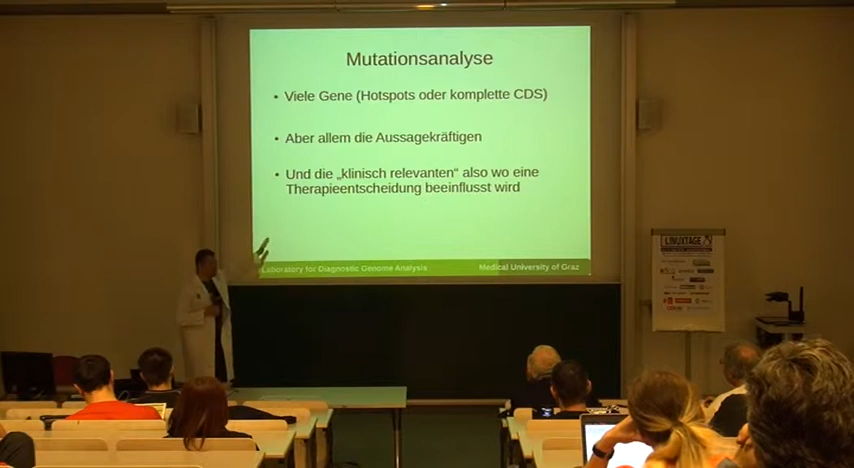 Mutationsanalyse
• Viele Gene (Hotspots oder komplette CDS)
• Aber allem die Aussagekräftigen
• Und die „klinisch relevanten“ also wo eine
Therapieentscheidung beeinflusst wird
Laboratory for Diagnostic Genome Analysis
Medical University of Graz
LINUXTAGE